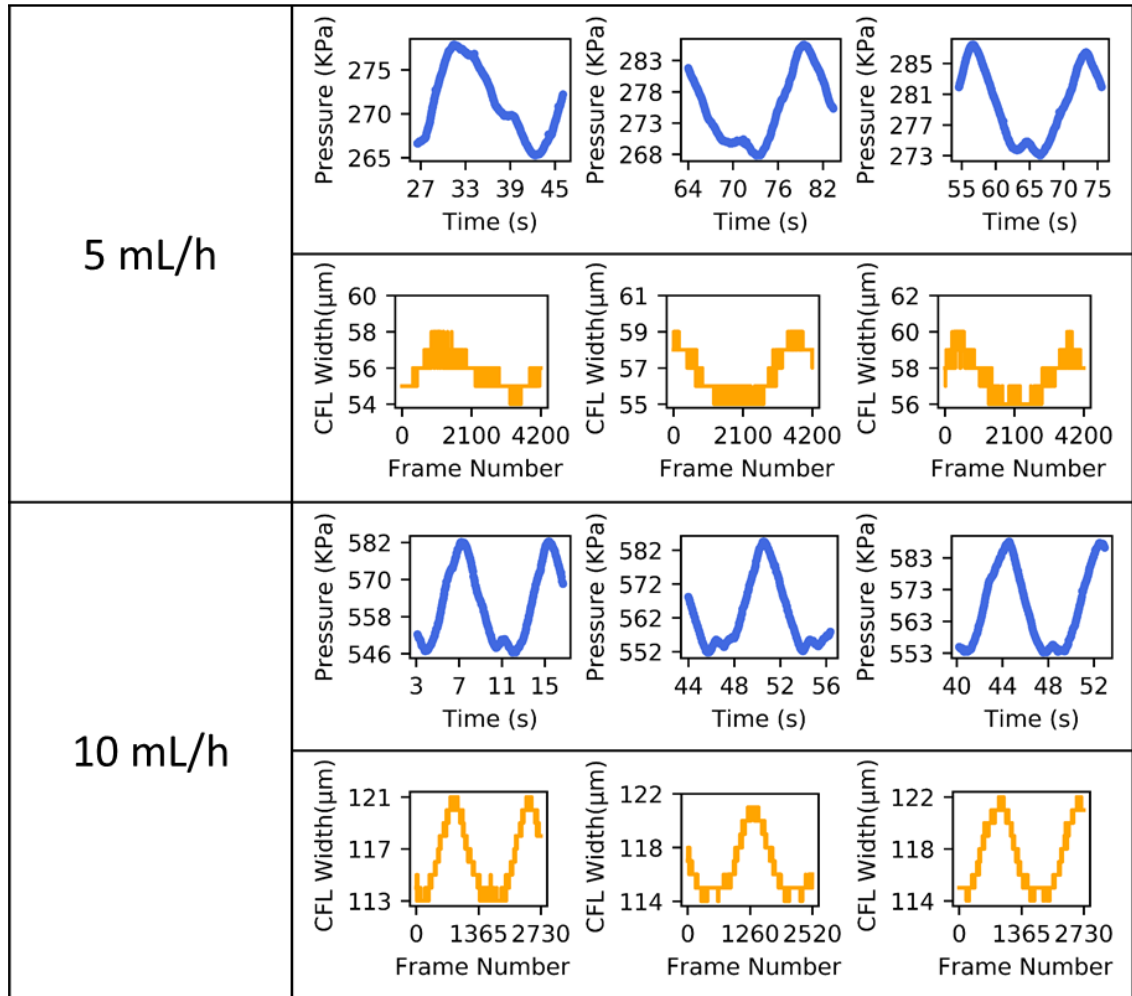 5 mL/h
Pressure (KPa)
275
270
265
27 33 39 45
Time (s)
Pressure (KPa)
283
278
273
268
64 70 76 82
Time (s)
Pressure (KPa)
285
281
277
273
55 60 65 70 75
Time (s)
CFL Width(µm)
60
58
56
54
0 2100 4200
Frame Number
CFL Width(µm)
61
59
57
55
0 2100 4200
Frame Number
CFL Width(µm)
62
60
58
56
0 2100 4200
Frame Number
10 mL/h
Pressure (KPa)
582
570
558
546
3 7 11 15
Time (s)
Pressure (KPa)
582
572
562
552
44 48 52 56
Time (s)
Pressure (KPa)
583
573
563
553
40 44 48 52
Time (s)
CFL Width(µm)
121
117
113
0 1365 2730
Frame Number
CFL Width(µm)
122
118
114
0 1260 2520
Frame Number
CFL Width(µm)
122
118
114
0 1365 2730
Frame Number